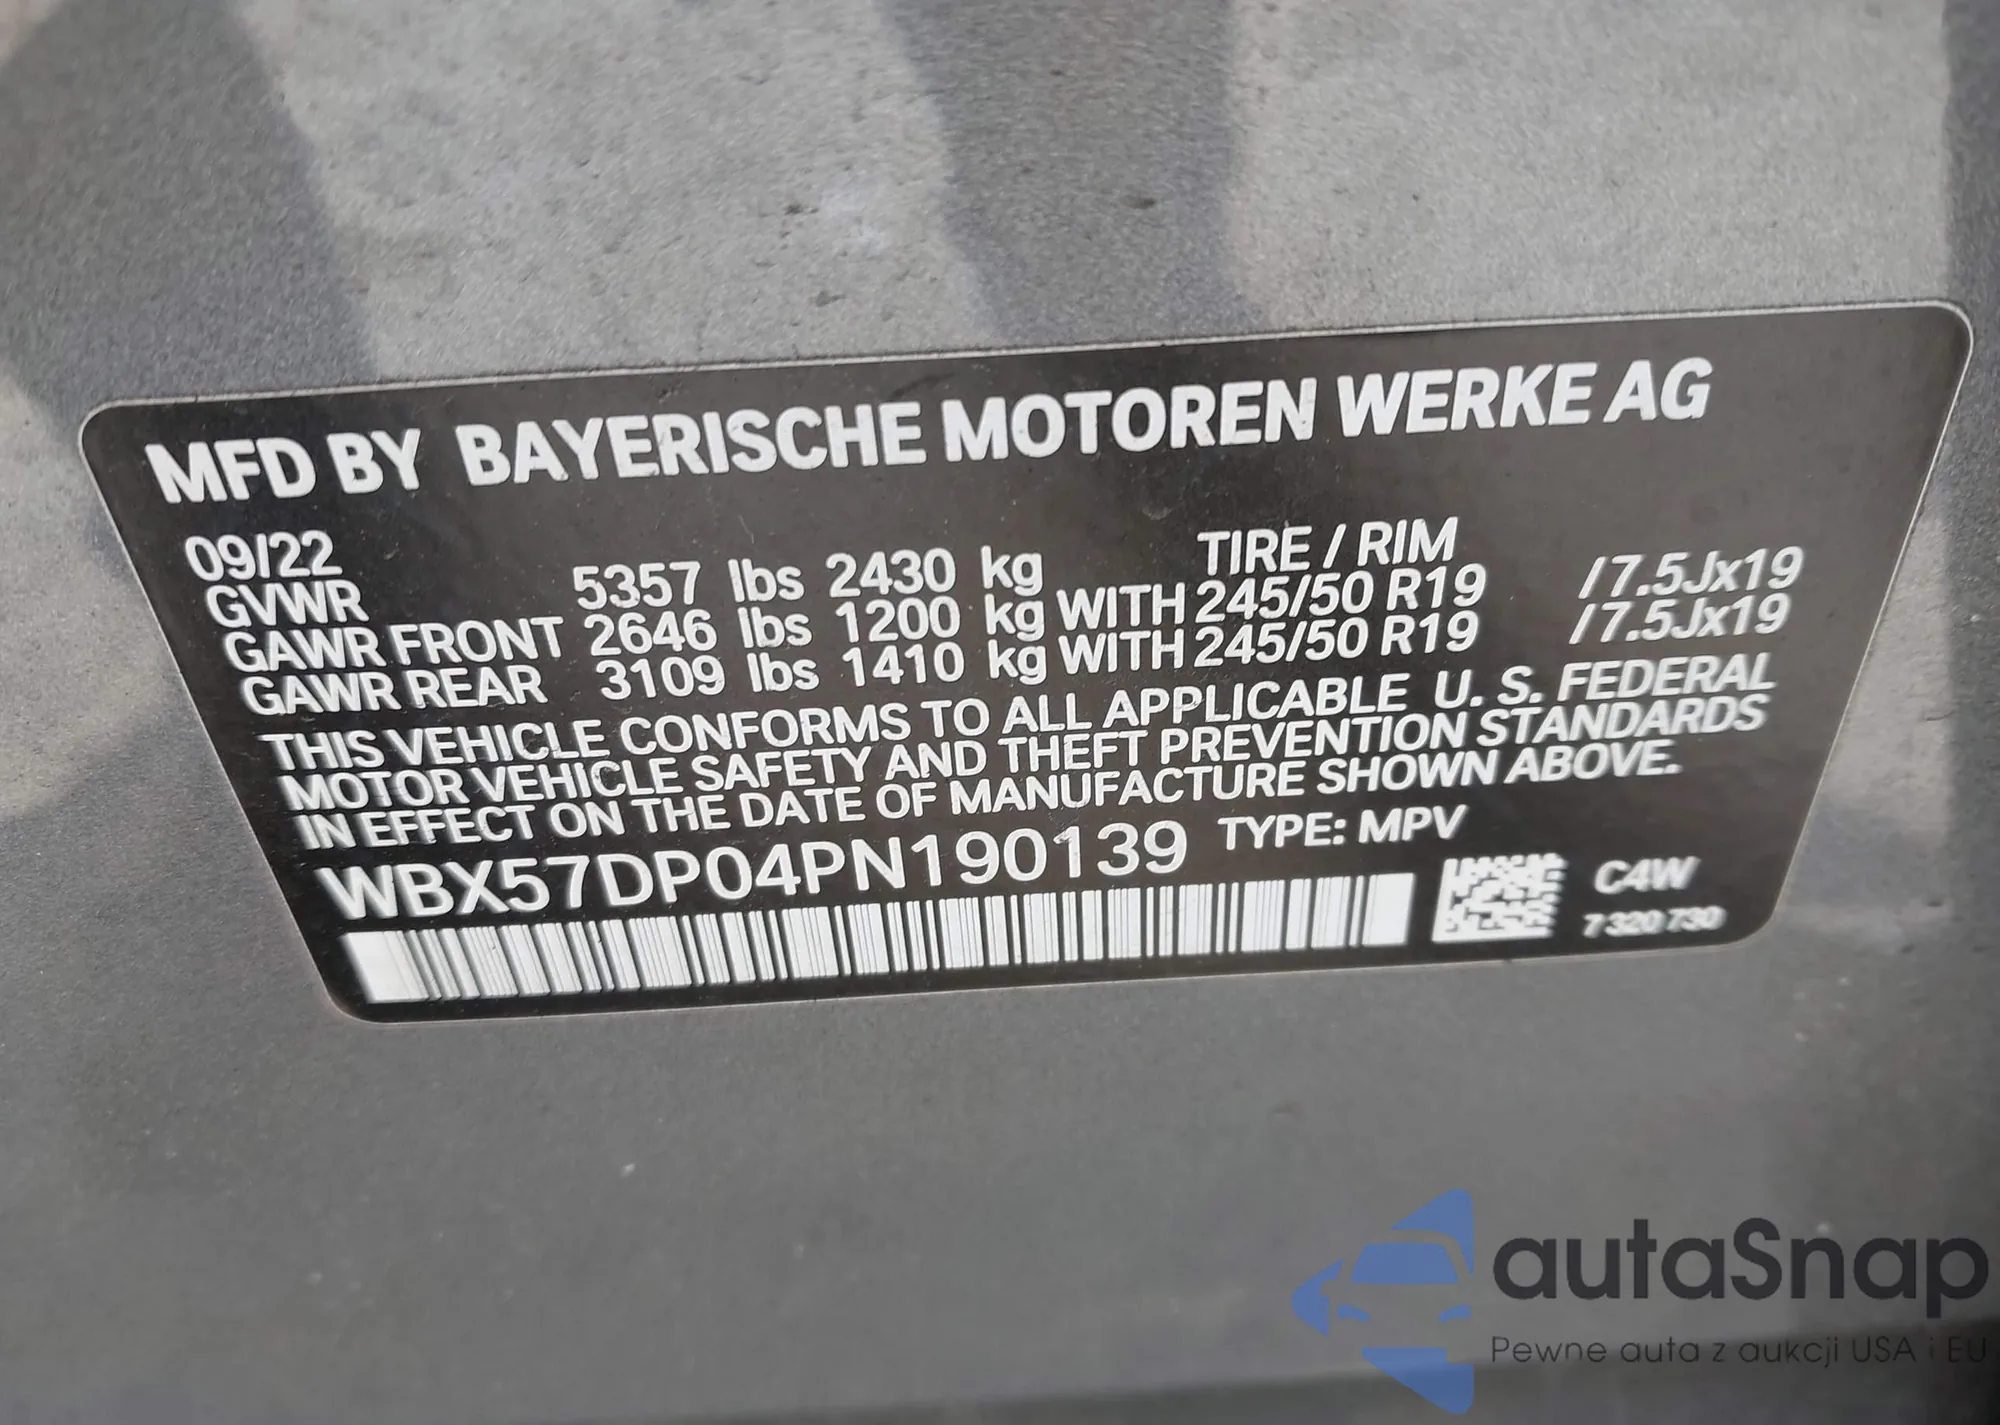 MFD BY BAYERISCHE MOTOREN WERKE AG
09/22 TIRE / RIM
GVWR 5357 lbs 2430 kg
GAWR FRONT 2646 lbs 1200 kg WITH 245/50 R19 /7.5Jx19
GAWR REAR 3109 lbs 1410 kg WITH 245/50 R19 /7.5Jx19
THIS VEHICLE CONFORMS TO ALL APPLICABLE U. S. FEDERAL
MOTOR VEHICLE SAFETY AND THEFT PREVENTION STANDARDS
IN EFFECT ON THE DATE OF MANUFACTURE SHOWN ABOVE.
WBX57DP04PN190139 TYPE: MPV
C4W
7 320 730
autaSnap
Pewne auta z aukcji USA i EU